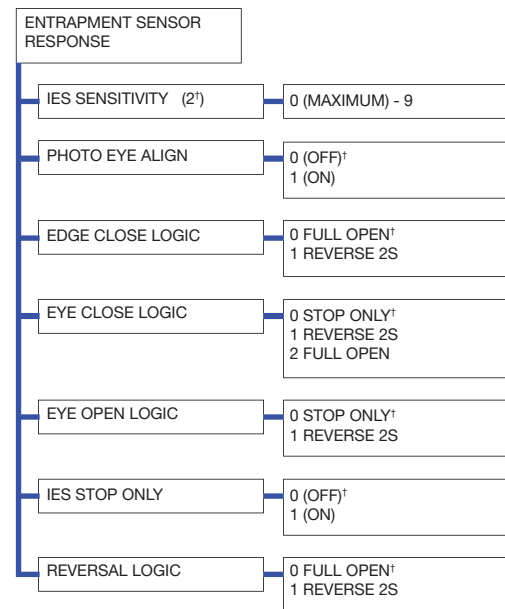 ENTRAPMENT SENSOR
RESPONSE
IES SENSITIVITY (2†)
0 (MAXIMUM) - 9
PHOTO EYE ALIGN
0 (OFF)†
1 (ON)
EDGE CLOSE LOGIC
0 FULL OPEN†
1 REVERSE 2S
EYE CLOSE LOGIC
0 STOP ONLY†
1 REVERSE 2S
2 FULL OPEN
EYE OPEN LOGIC
0 STOP ONLY†
1 REVERSE 2S
IES STOP ONLY
0 (OFF)†
1 (ON)
REVERSAL LOGIC
0 FULL OPEN†
1 REVERSE 2S